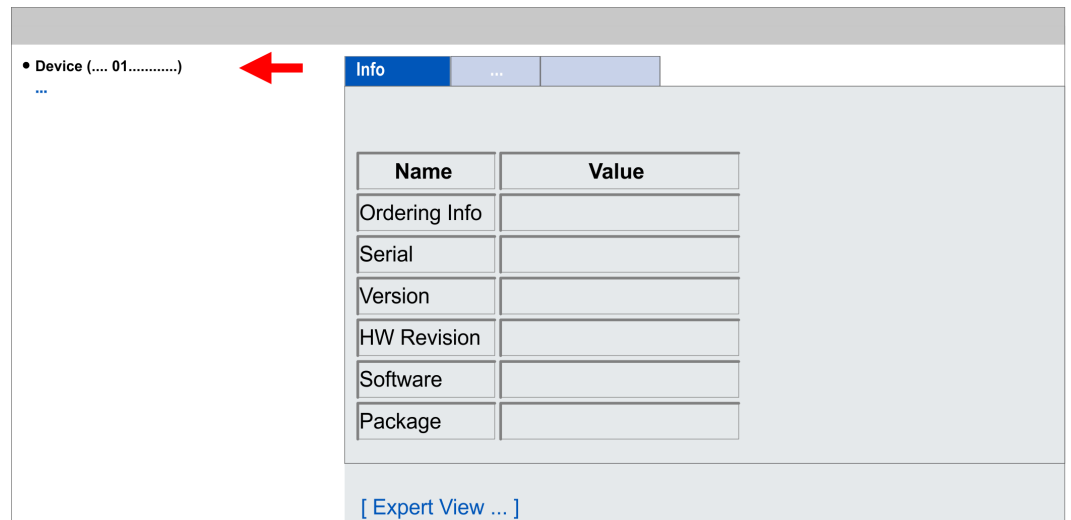 Device (.... 01............)
...
Info ...
Name Value
Ordering Info
Serial
Version
HW Revision
Software
Package
[ Expert View ... ]